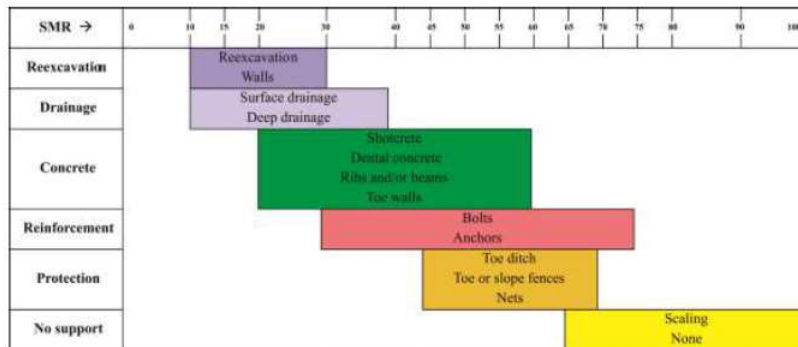 SMR → 0 10 15 20 30 40 45 50 55 60 65 70 75 80 90 100
Reexcavation
Reexcavation
Walls
Drainage
Surface drainage
Deep drainage
Concrete
Shotcrete
Dental concrete
Ribs and/or beams
Toe walls
Reinforcement
Bolts
Anchors
Protection
Toe ditch
Toe or slope fences
Nets
No support
Scaling
None